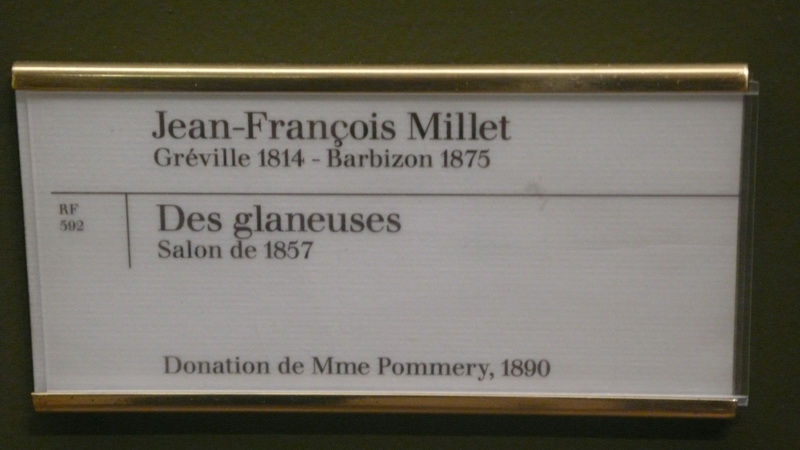 Jean-François Millet
Gréville 1814 - Barbizon 1875
RF
592
Des glaneuses
Salon de 1857
Donation de Mme Pommery, 1890